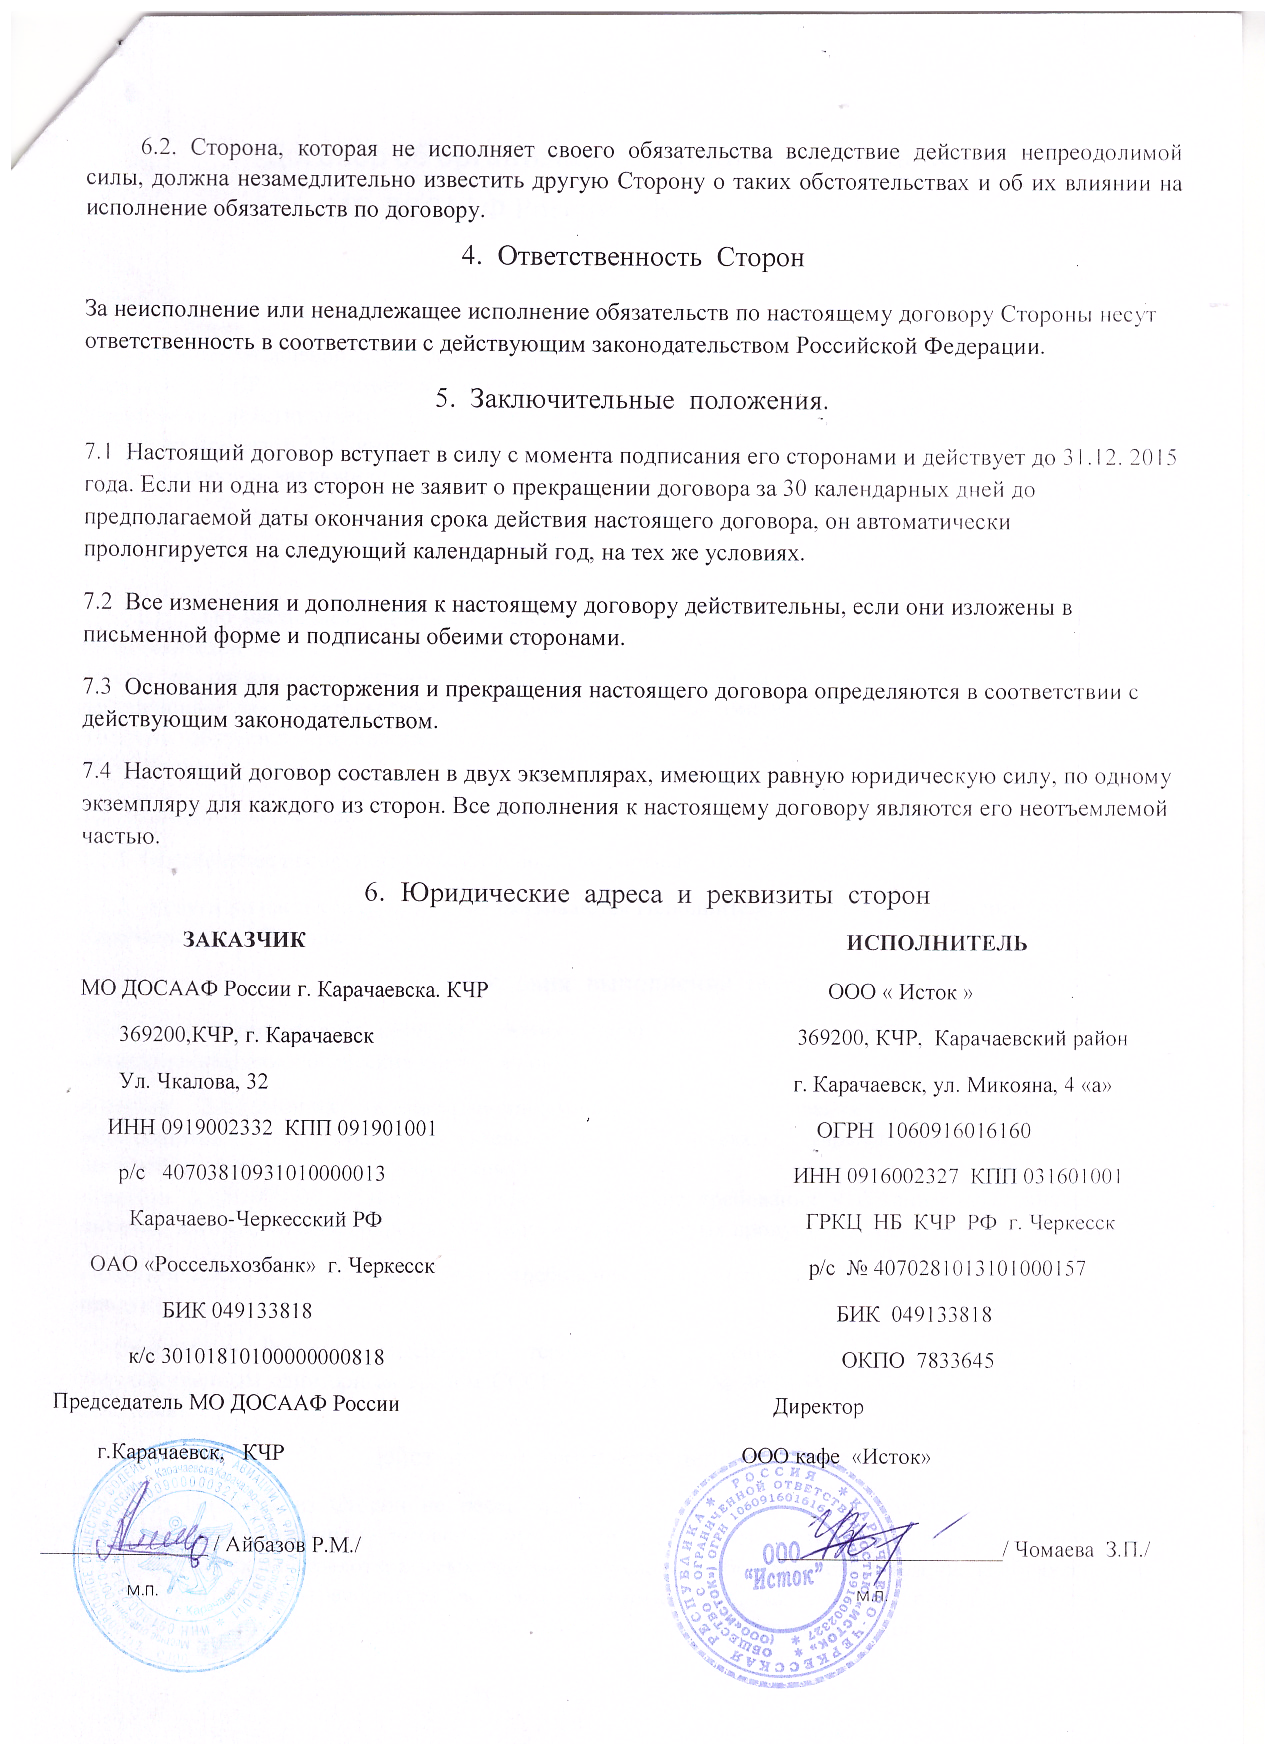 6.2. Сторона, которая не исполняет своего обязательства вследствие действия непреодолимой
силы, должна незамедлительно известить другую Сторону о таких обстоятельствах и об их влиянии на
исполнение обязательств по договору.
4. Ответственность Сторон
За неисполнение или ненадлежащее исполнение обязательств по настоящему договору Стороны несут
ответственность в соответствии с действующим законодательством Российской Федерации.
5. Заключительные положения.
7.1 Настоящий договор вступает в силу с момента подписания его сторонами и действует до 31.12. 2015
года. Если ни одна из сторон не заявит о прекращении договора за 30 календарных дней до
предполагаемой даты окончания срока действия настоящего договора, он автоматически
пролонгируется на следующий календарный год, на тех же условиях.
7.2 Все изменения и дополнения к настоящему договору действительны, если они изложены в
письменной форме и подписаны обеими сторонами.
7.3 Основания для расторжения и прекращения настоящего договора определяются в соответствии с
действующим законодательством.
7.4 Настоящий договор составлен в двух экземплярах, имеющих равную юридическую силу, по одному
экземпляру для каждого из сторон. Все дополнения к настоящему договору являются его неотъемлемой
частью.
6. Юридические адреса и реквизиты сторон
ЗАКАЗЧИК
МО ДОСААФ России г. Карачаевска. КЧР
369200,КЧР, г. Карачаевск
Ул. Чкалова, 32
ИНН 0919002332 КПП 091901001
р/с 40703810931010000013
Карачаево-Черкесский РФ
ОАО «Россельхозбанк» г. Черкесск
БИК 049133818
к/с 30101810100000000818
Председатель МО ДОСААФ России
г.Карачаевск, КЧР
/ Айбазов Р.М./
М.П.
ИСПОЛНИТЕЛЬ
ООО « Исток »
369200, КЧР, Карачаевский район
г. Карачаевск, ул. Микояна, 4 «а»
ОГРН 1060916016160
ИНН 0916002327 КПП 031601001
ГРКЦ НБ КЧР РФ г. Черкесск
р/с № 4070281013101000157
БИК 049133818
ОКПО 7833645
Директор
ООО кафе «Исток»
/ Чомаева З.П./
М.П.
ООО
“Исток”